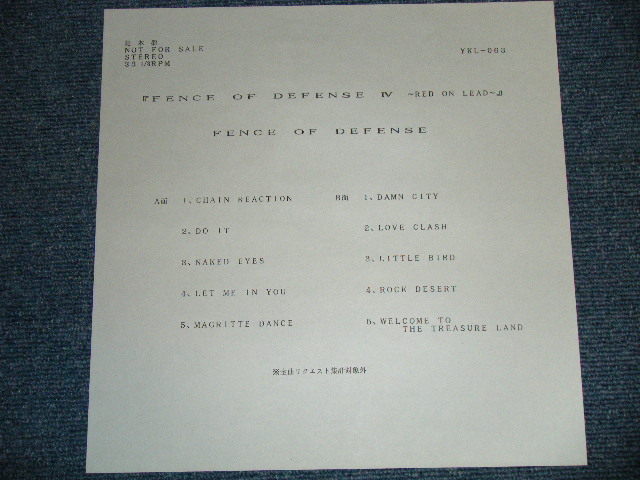 見本盤
NOT FOR SALE
STEREO
33 1/3RPM
YKL-003
『FENCE OF DEFENSE Ⅳ ~RED ON LEAD~』
FENCE OF DEFENSE
A面 1、CHAIN REACTION
2、DO IT
3、NAKED EYES
4、LET ME IN YOU
5、MAGRITTE DANCE
B面 1、DAMN CITY
2、LOVE CLASH
3、LITTLE BIRD
4、ROCK DESERT
5、WELCOME TO
THE TREASURE LAND
※全曲リクエスト集計対象外